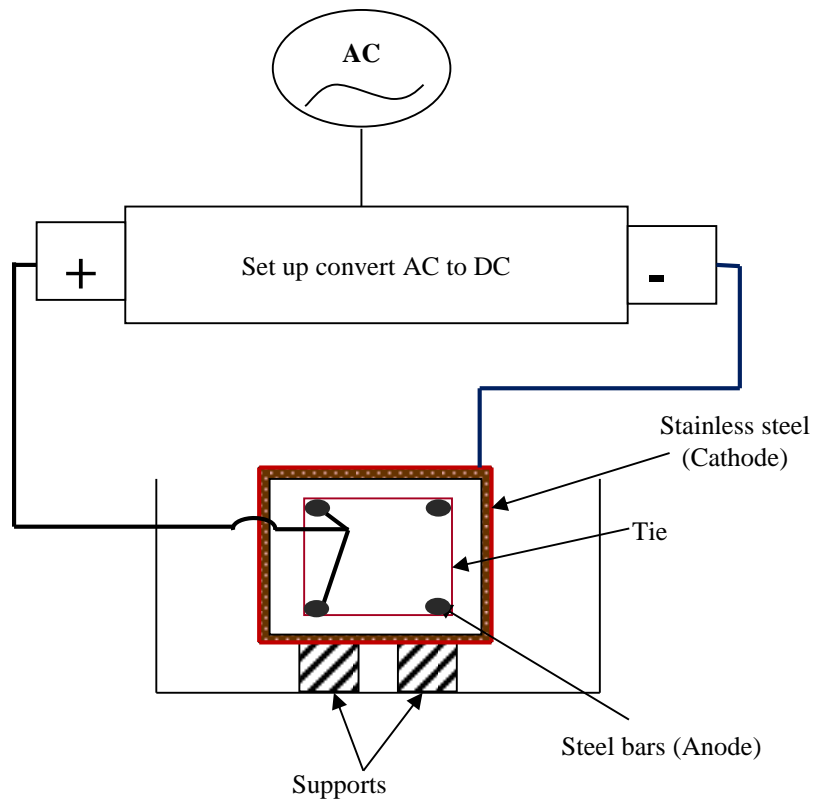 AC
+
Set up convert AC to DC
-
Stainless steel
(Cathode)
Tie
Steel bars (Anode)
Supports